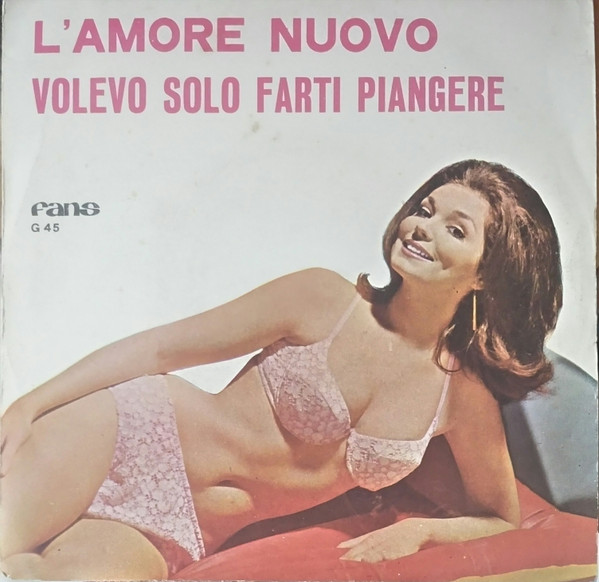 L'AMORE NUOVO
VOLEVO SOLO FARTI PIANGERE
fans
G 45